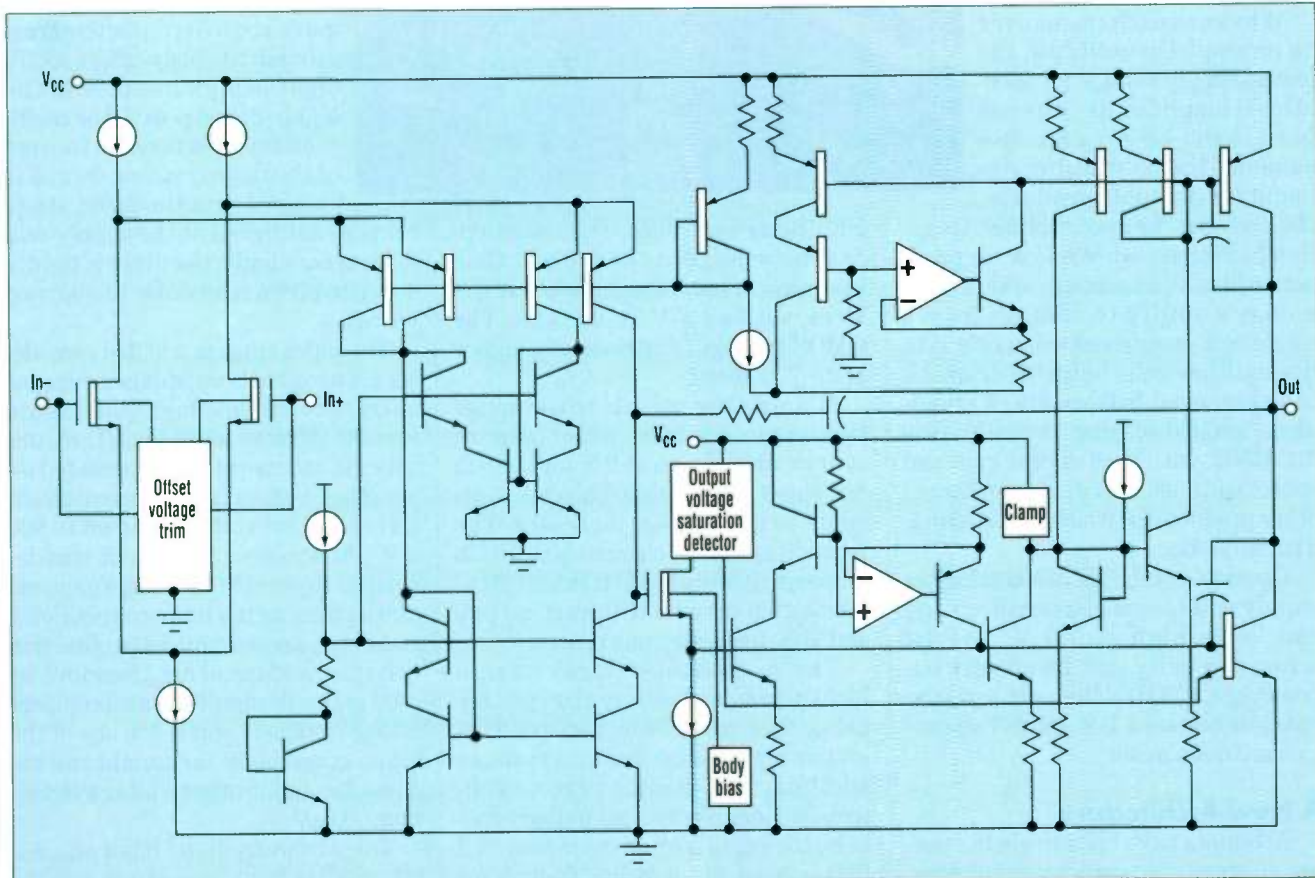 VCC
In–
In+
Offset
voltage
trim
+
–
Out
VCC
Output
voltage
saturation
detector
Clamp
–
+
Body
bias